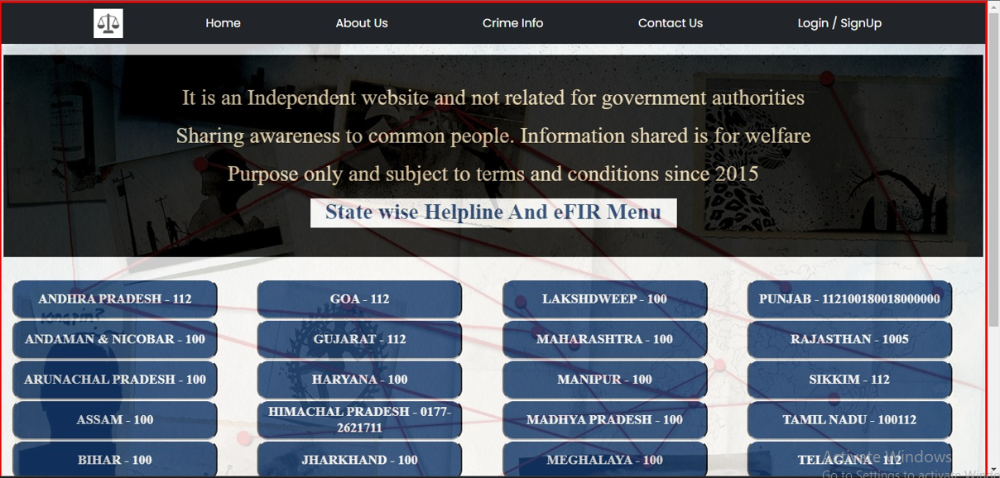 Home About Us Crime Info Contact Us Login / SignUp
It is an Independent website and not related for government authorities
Sharing awareness to common people. Information shared is for welfare
Purpose only and subject to terms and conditions since 2015
State wise Helpline And eFIR Menu
ANDHRA PRADESH - 112
GOA - 112
LAKSHDWEEP - 100
PUNJAB - 112100180018000000
Kingpin?
ANDAMAN & NICOBAR - 100
GUJARAT - 112
MAHARASHTRA - 100
RAJASTHAN - 1005
ARUNACHAL PRADESH - 100
HARYANA - 100
MANIPUR - 100
SIKKIM - 112
ASSAM - 100
HIMACHAL PRADESH - 0177-
2621711
MADHYA PRADESH - 100
TAMIL NADU - 100112
BIHAR - 100
JHARKHAND - 100
MEGHALAYA - 100
TELAGANA - 112
Activate Windows
Go to Settings to activate Windo